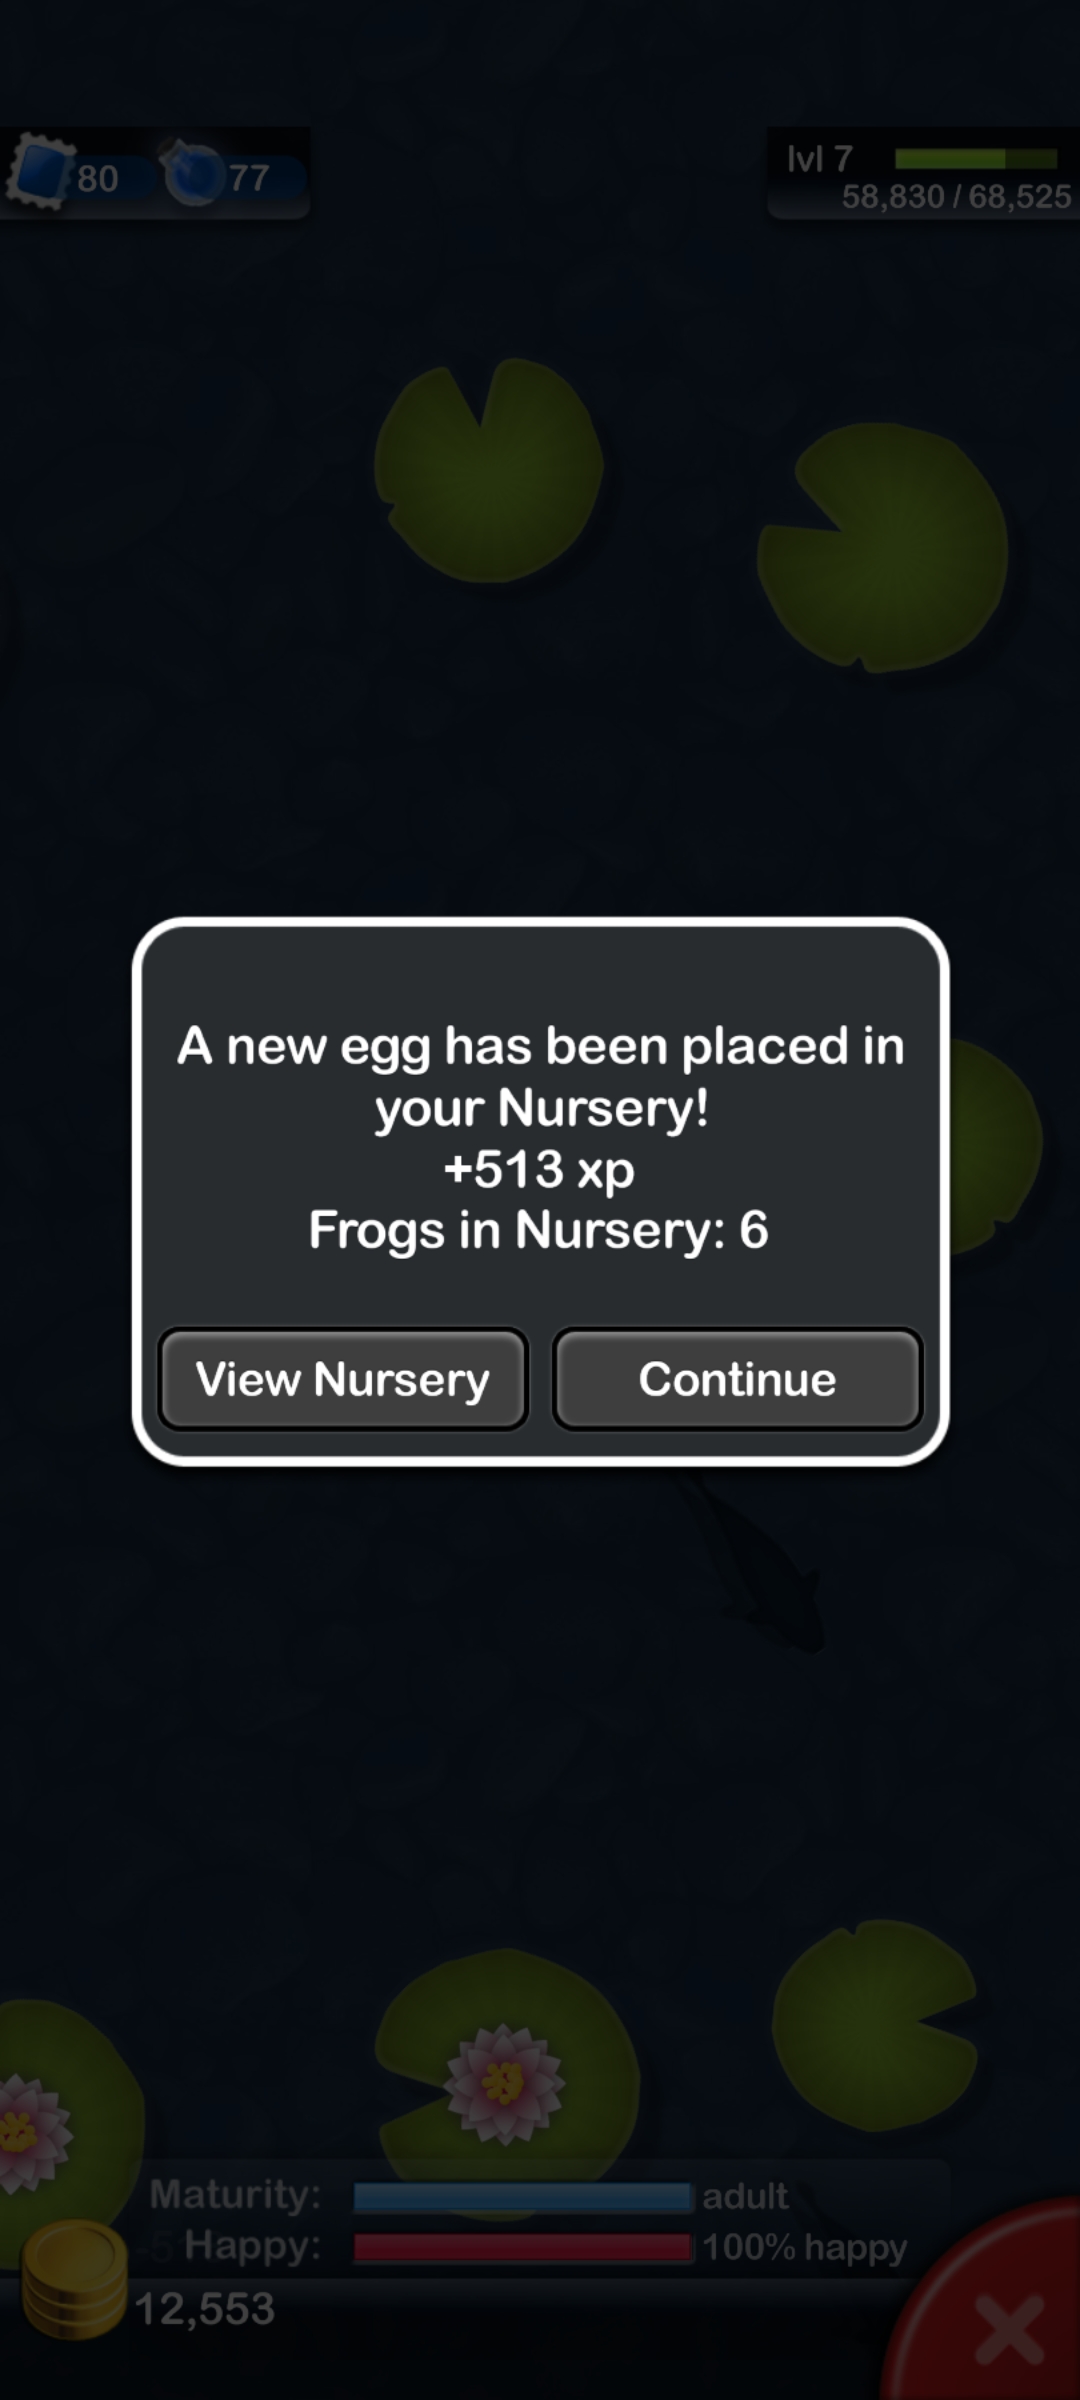 80
77
lvl 7
58,830 / 68,525
A new egg has been placed in
your Nursery!
+513 xp
Frogs in Nursery: 6
View Nursery
Continue
Maturity:
adult
Happy:
100% happy
12,553